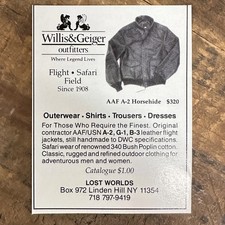 Willis&Geiger
outfitters
Where Legend Lives
Flight • Safari
Field
Since 1908
AAF A-2 Horsehide $320
Outerwear • Shirts • Trousers • Dresses
For Those Who Require the Finest. Original
contractor AAF/USN A-2, G-1, B-3 leather flight
jackets, still handmade to DWC specifications.
Safari wear of renowned 340 Bush Poplin cotton.
Classic, rugged and refined outdoor clothing for
adventurous men and women.
Catalogue $1.00
LOST WORLDS
Box 972 Linden Hill NY 11354
718 797-9419